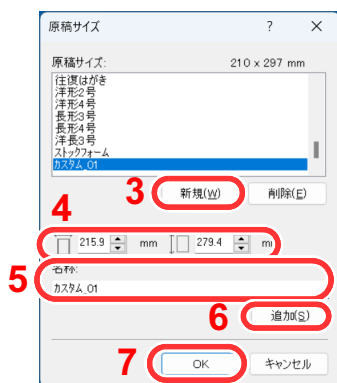 原稿サイズ ? ×
原稿サイズ: 210 x 297 mm
往復はがき
洋形2号
洋形4号
長形3号
長形4号
洋長3号
ストックフォーム
カスタム_01
3 新規(W) 削除(E)
4
215.9 mm 279.4 mm
5 名称:
カスタム_01
6 追加(S)
7 OK キャンセル